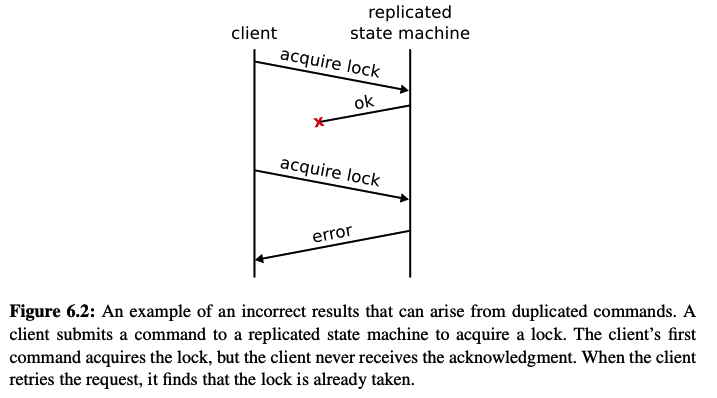 replicated
client state machine
acquire lock
ok
x
acquire lock
error
Figure 6.2: An example of an incorrect results that can arise from duplicated commands. A
client submits a command to a replicated state machine to acquire a lock. The client's first
command acquires the lock, but the client never receives the acknowledgment. When the client
retries the request, it finds that the lock is already taken.